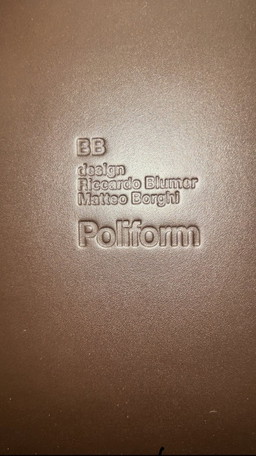 BB
design
Riccardo Blumer
Matteo Borghi
Poliform